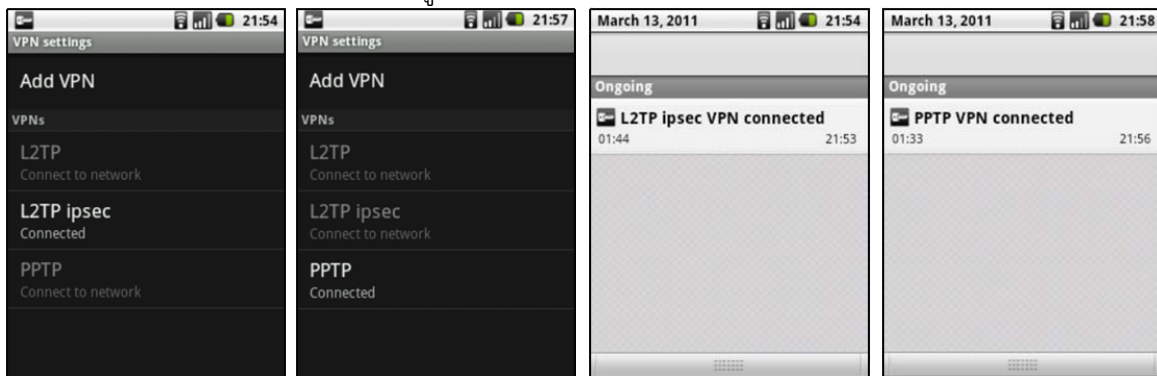 21:54
VPN settings
Add VPN
VPNs
L2TP
Connect to network
L2TP ipsec
Connected
PPTP
Connect to network
21:57
VPN settings
Add VPN
VPNs
L2TP
Connect to network
L2TP ipsec
Connect to network
PPTP
Connected
March 13, 2011 21:54
Ongoing
L2TP ipsec VPN connected
01:44 21:53
March 13, 2011 21:58
Ongoing
PPTP VPN connected
01:33 21:56